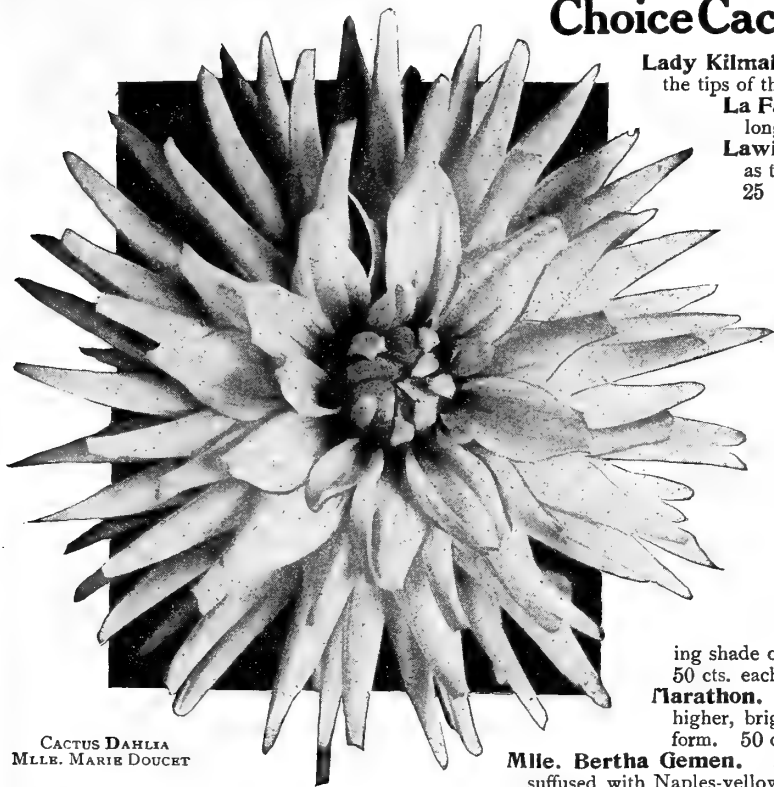 Choice Cac
Lady Kilmai
the tips of th
La Fa
long
Lawi
as t
25
ing shade o
50 cts. each
Marathon.
higher, brig
form. 50 c
Mlle. Bertha Gemen.
suffused with Naples-yellow
CACTUS DAHLIA
MLLE. MARIE DOUCET